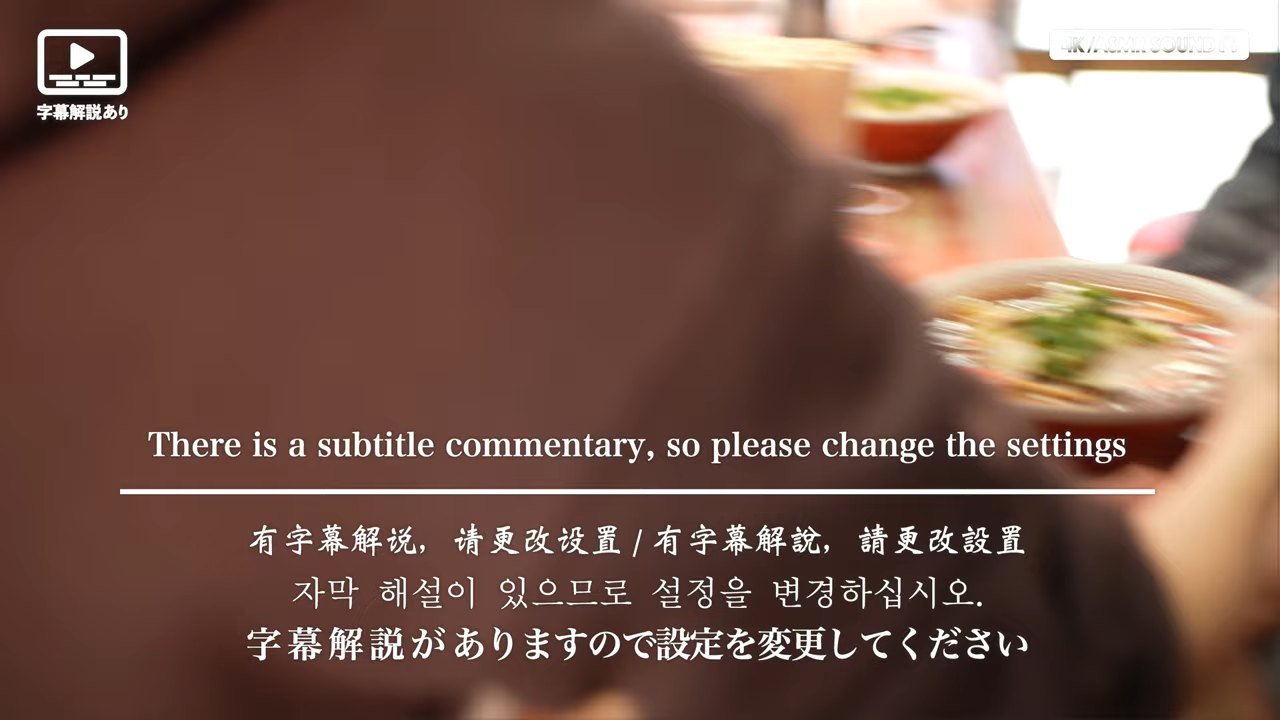 字幕解説あり
There is a subtitle commentary, so please change the settings
有字幕解说，请更改设置 / 有字幕解說，請更改設置
자막 해설이 있으므로 설정을 변경하십시오.
字幕解説がありますので設定を変更してください